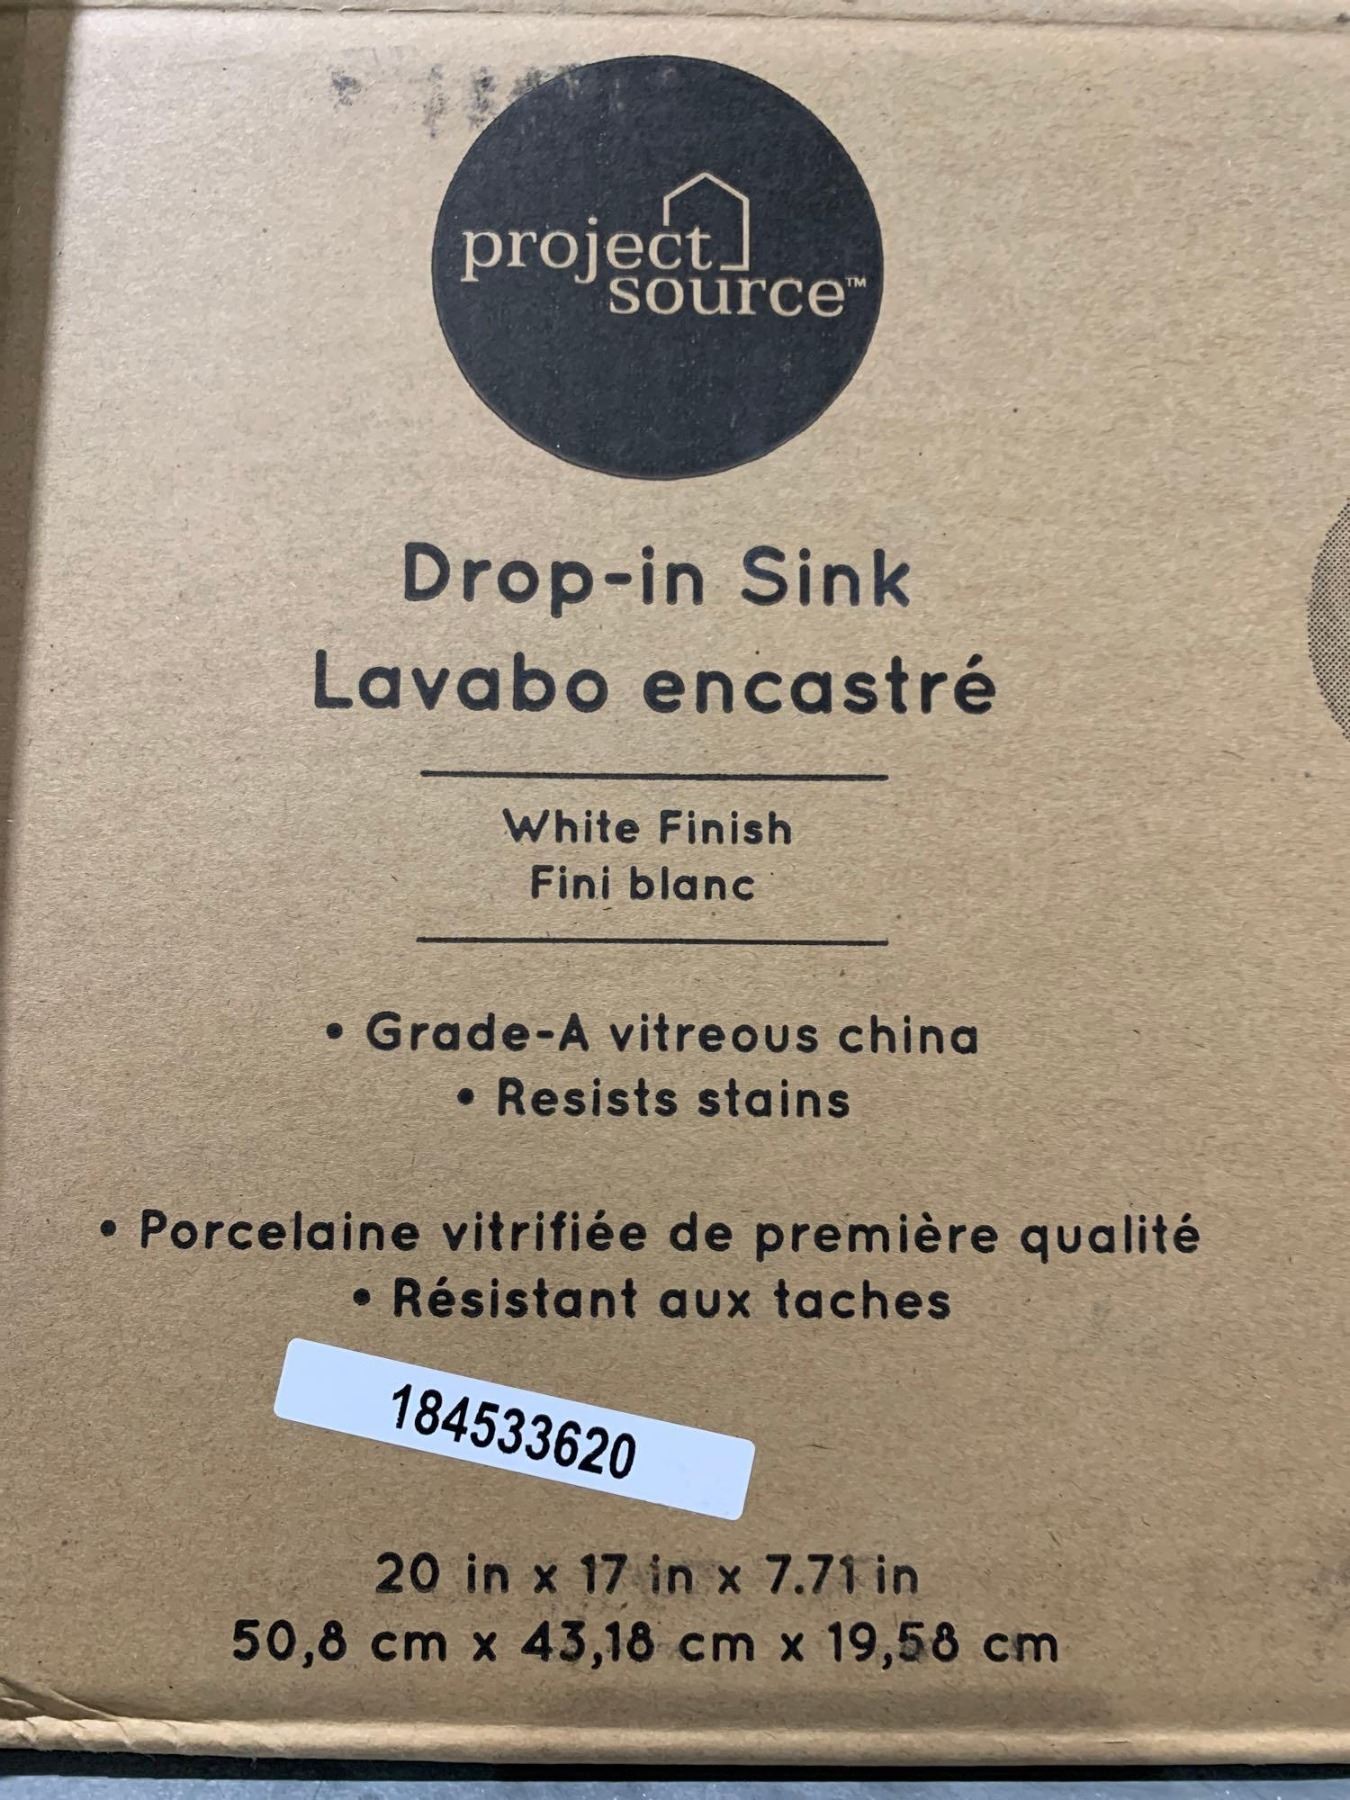 project
source™
Drop-in Sink
Lavabo encastré
White Finish
Fini blanc
• Grade-A vitreous china
• Resists stains
• Porcelaine vitrifiée de première qualité
• Résistant aux taches
184533620
20 in x 17 in x 7.71 in
50,8 cm x 43,18 cm x 19,58 cm